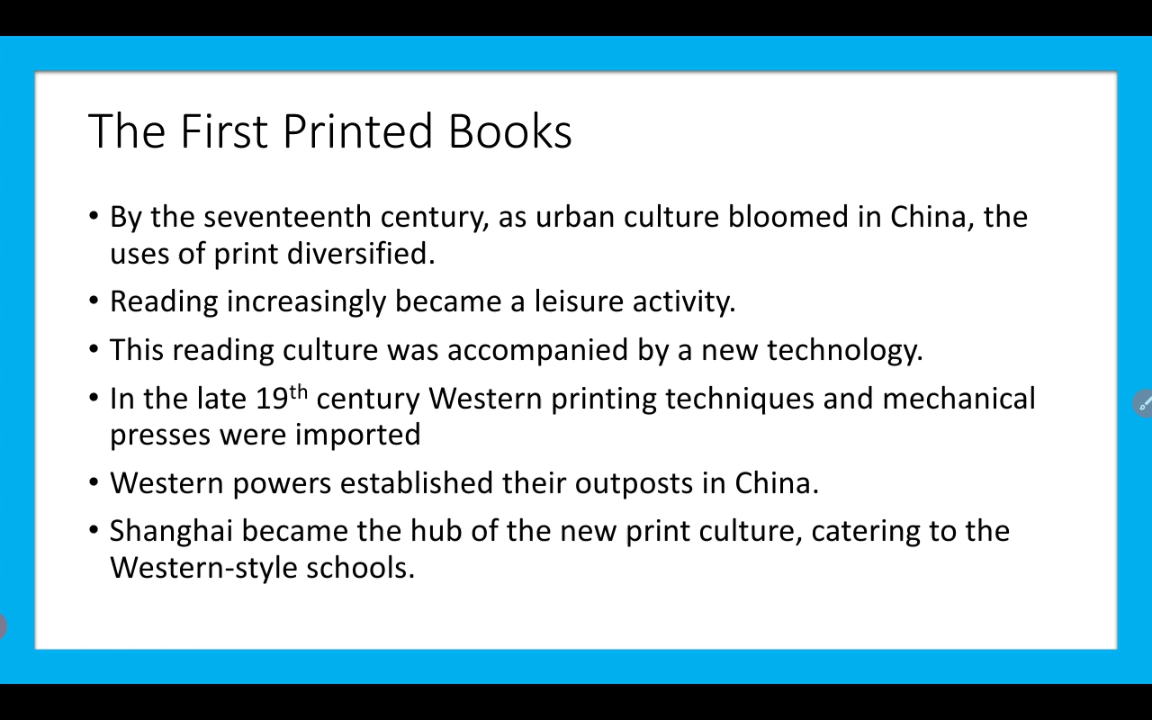 The First Printed Books
• By the seventeenth century, as urban culture bloomed in China, the
uses of print diversified.
• Reading increasingly became a leisure activity.
• This reading culture was accompanied by a new technology.
• In the late 19th century Western printing techniques and mechanical
presses were imported
• Western powers established their outposts in China.
• Shanghai became the hub of the new print culture, catering to the
Western-style schools.